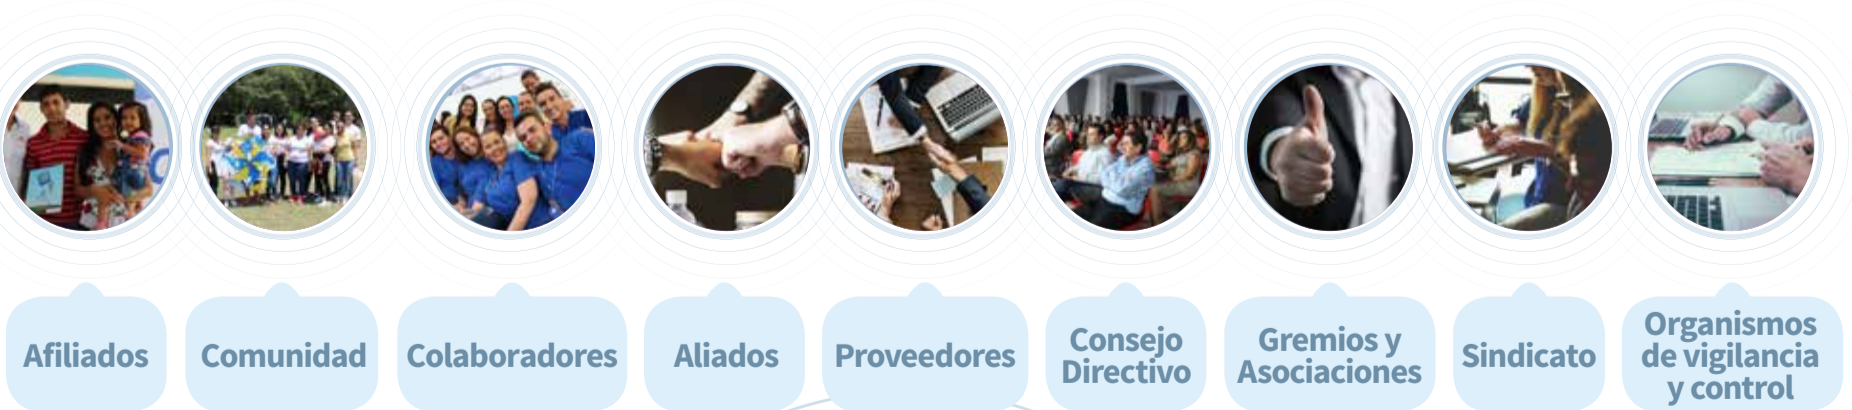 Afiliados
Comunidad
Colaboradores
Aliados
Proveedores
Consejo
Directivo
Gremios y
Asociaciones
Sindicato
Organismos
de vigilancia
y control